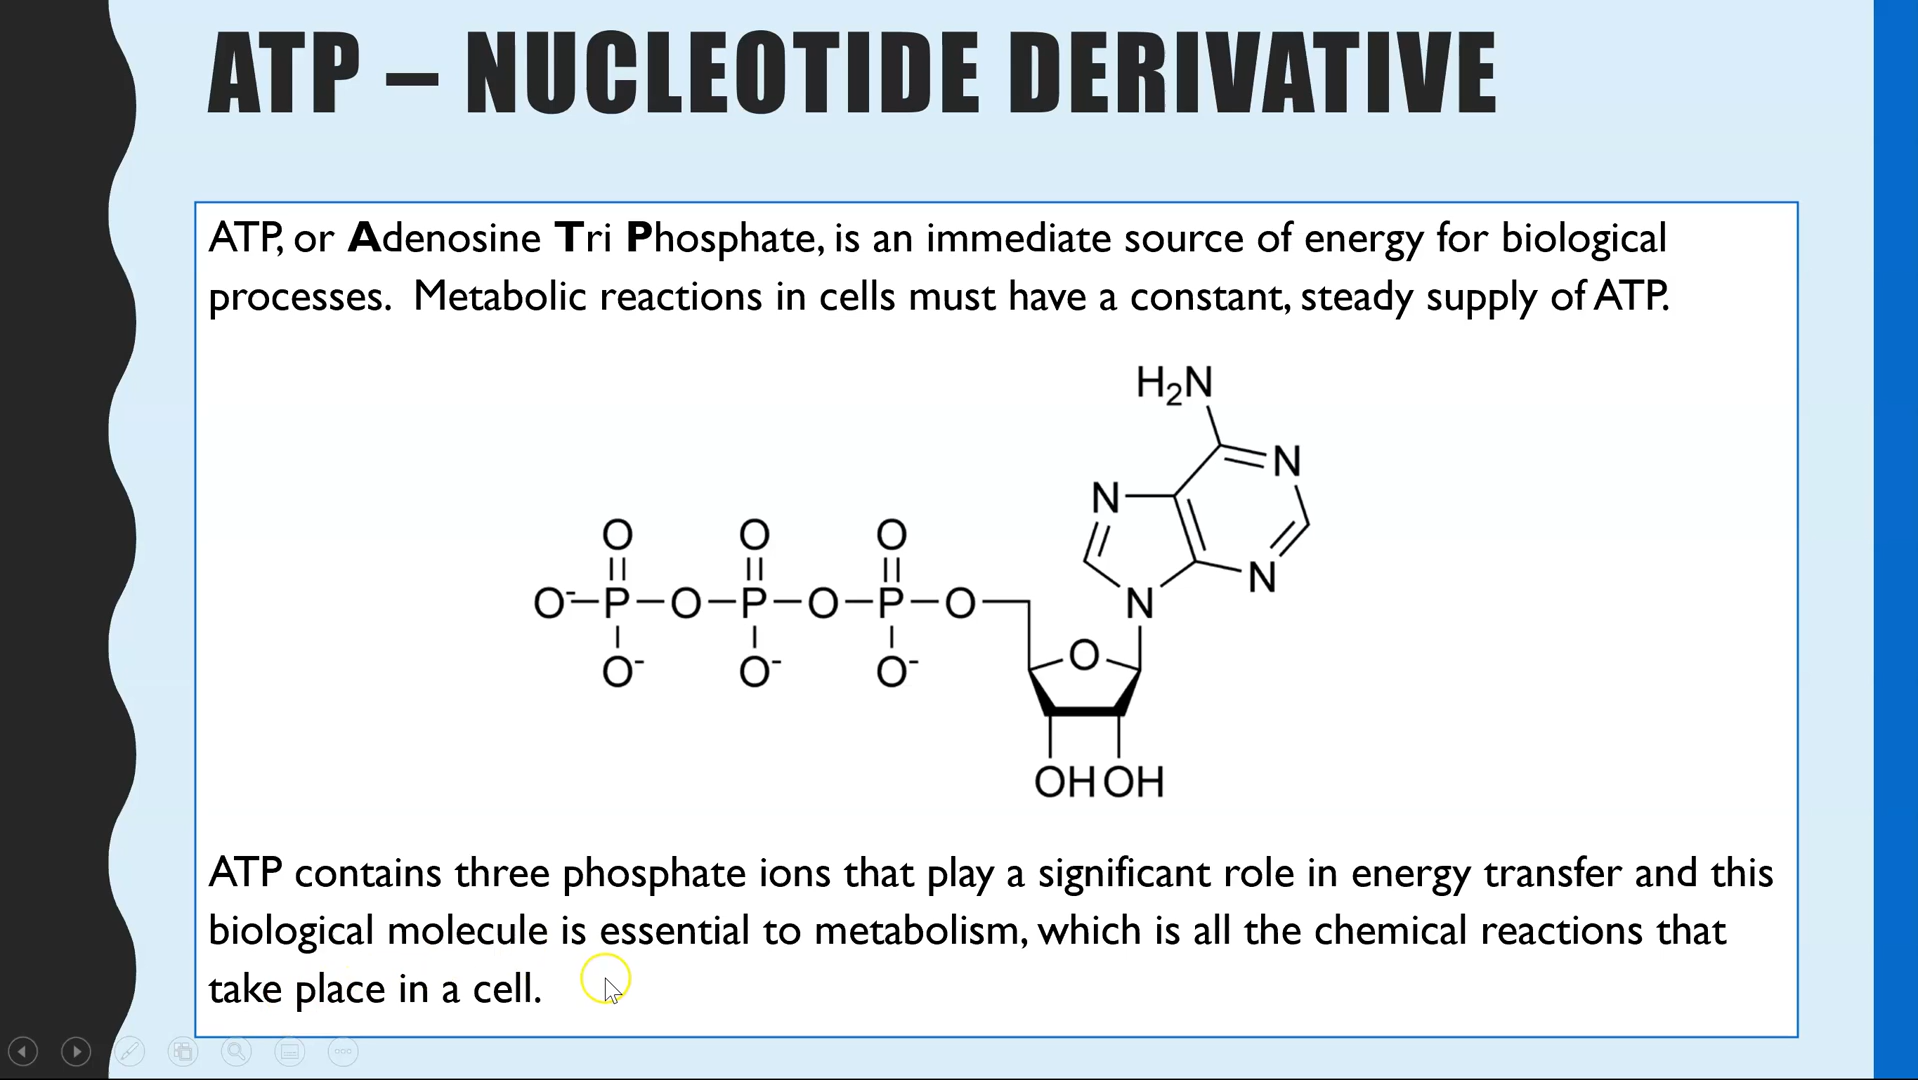 ATP – NUCLEOTIDE DERIVATIVE
ATP, or Adenosine Tri Phosphate, is an immediate source of energy for biological
processes. Metabolic reactions in cells must have a constant, steady supply of ATP.
H₂N
N
N
O O O
N
O⁻–P–O–P–O–P–O
N
O
O⁻ O⁻ O⁻
OH OH
ATP contains three phosphate ions that play a significant role in energy transfer and this
biological molecule is essential to metabolism, which is all the chemical reactions that
take place in a cell.